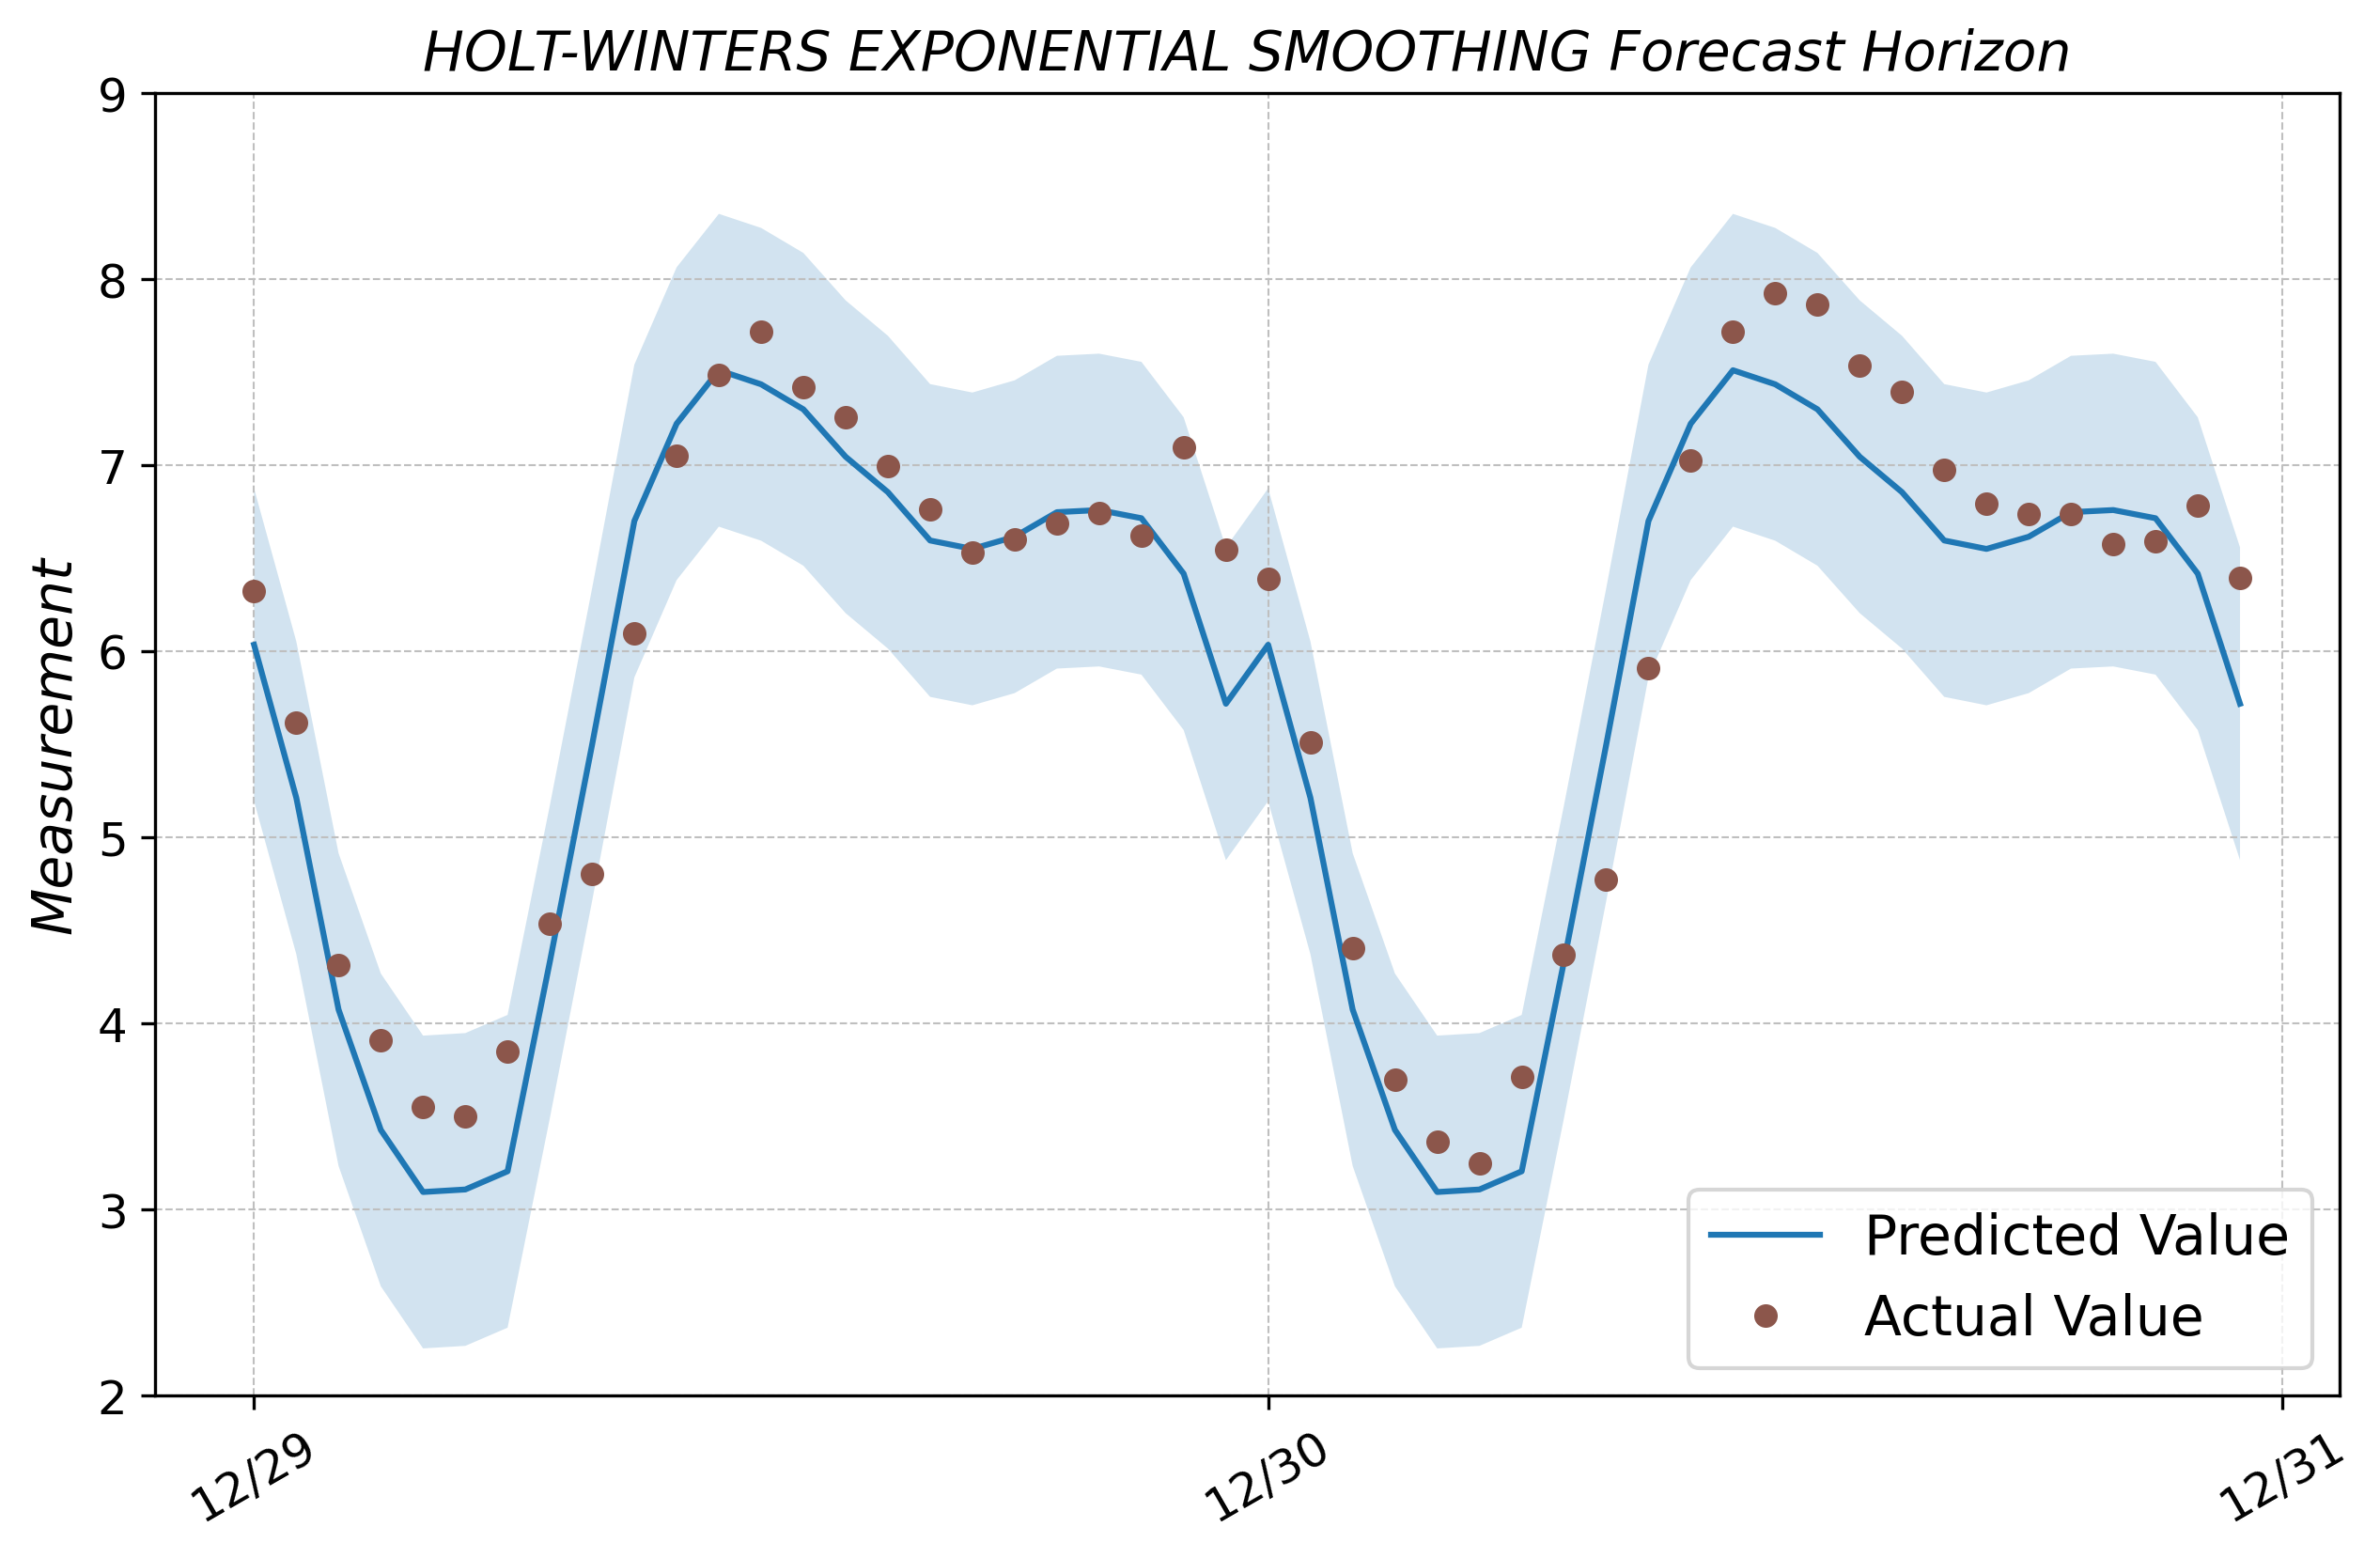 HOLT-WINTERS EXPONENTIAL SMOOTHING Forecast Horizon
Measurement
9
8
7
6
5
4
3
2
12/29
12/30
12/31
Predicted Value
Actual Value